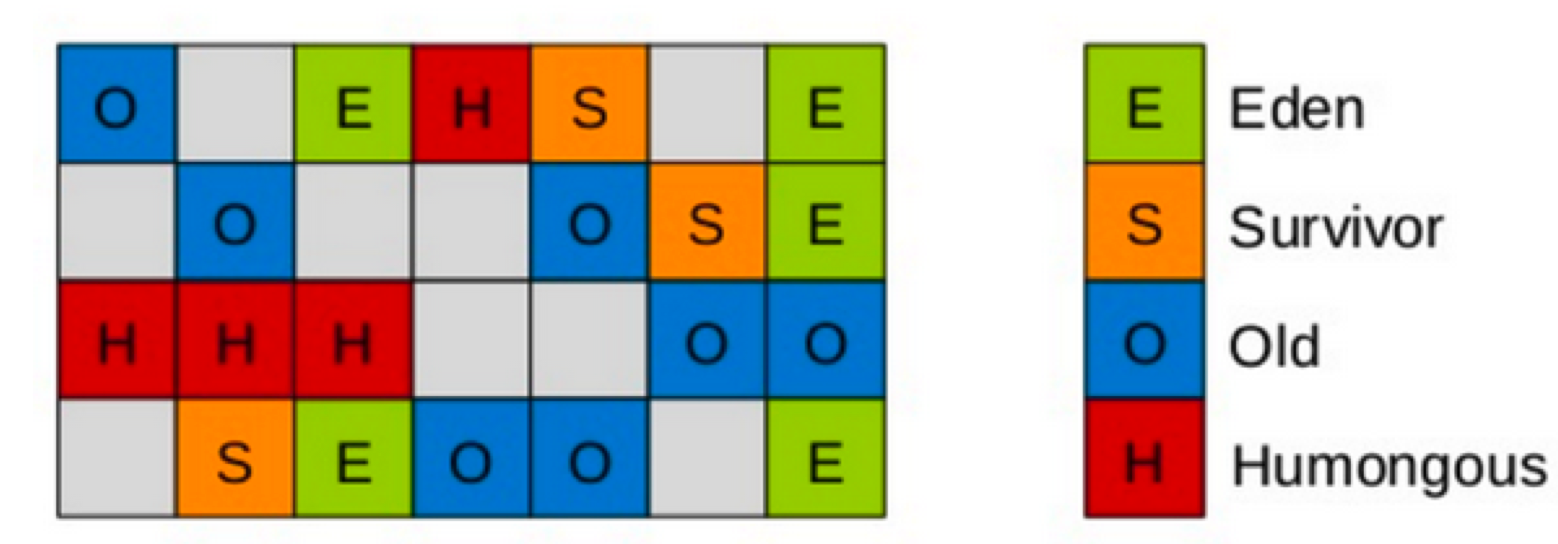 O E H S E E Eden
O O S E S Survivor
H H H O O O Old
S E O O E H Humongous